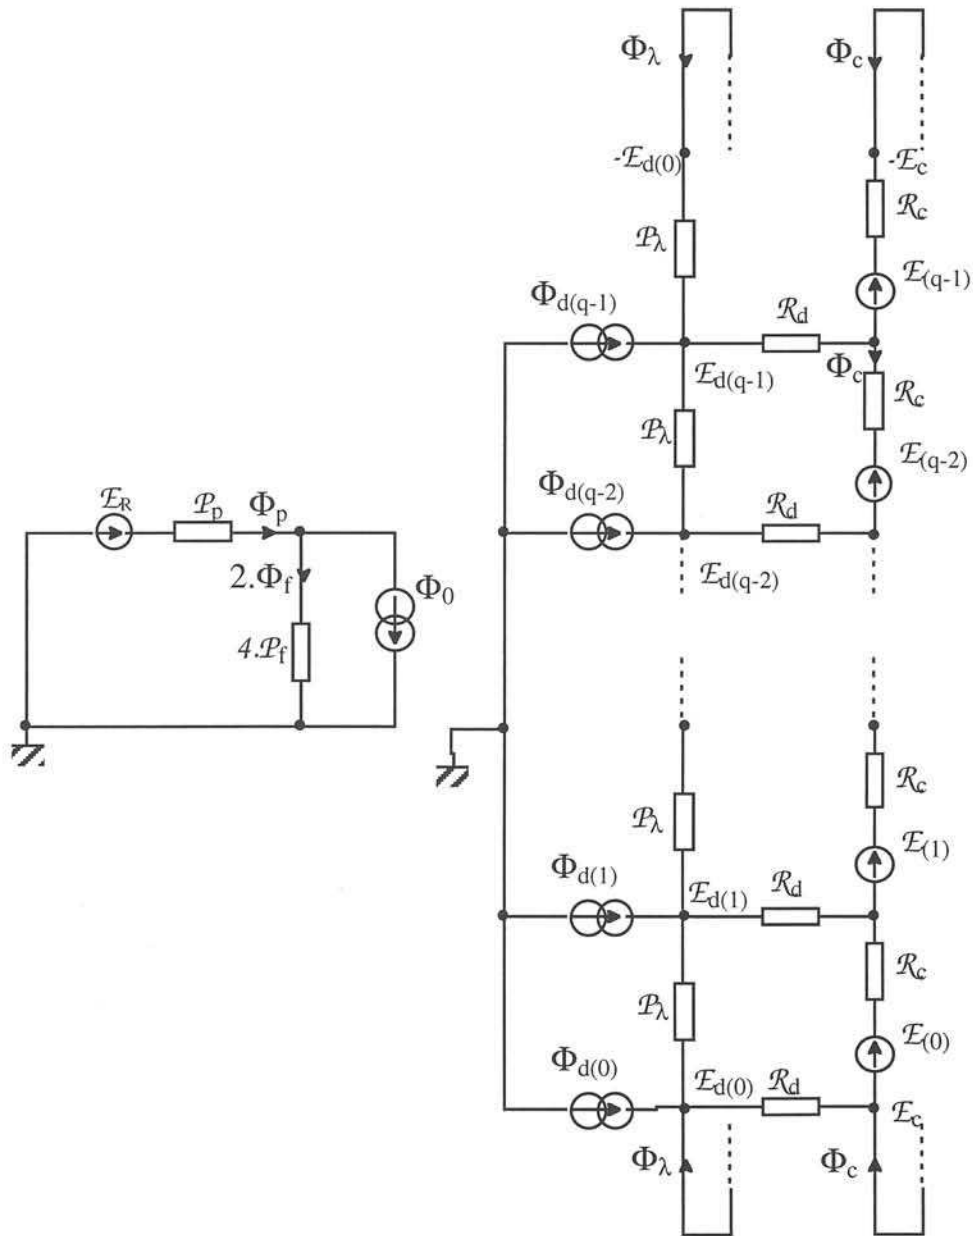 Φλ
Φc
-ℰd(0)
-ℰc
ℛc
𝒫λ
ℰ(q-1)
Φd(q-1)
ℛd
ℰd(q-1)
Φc
ℛc
𝒫λ
ℰ(q-2)
Φd(q-2)
ℛd
ℰd(q-2)
ℰR
𝒫p
Φp
2.Φf
Φ0
4.𝒫f
ℛc
𝒫λ
ℰ(1)
Φd(1)
ℰd(1)
ℛd
ℛc
𝒫λ
ℰ(0)
Φd(0)
ℰd(0)
ℛd
ℰc
Φλ
Φc